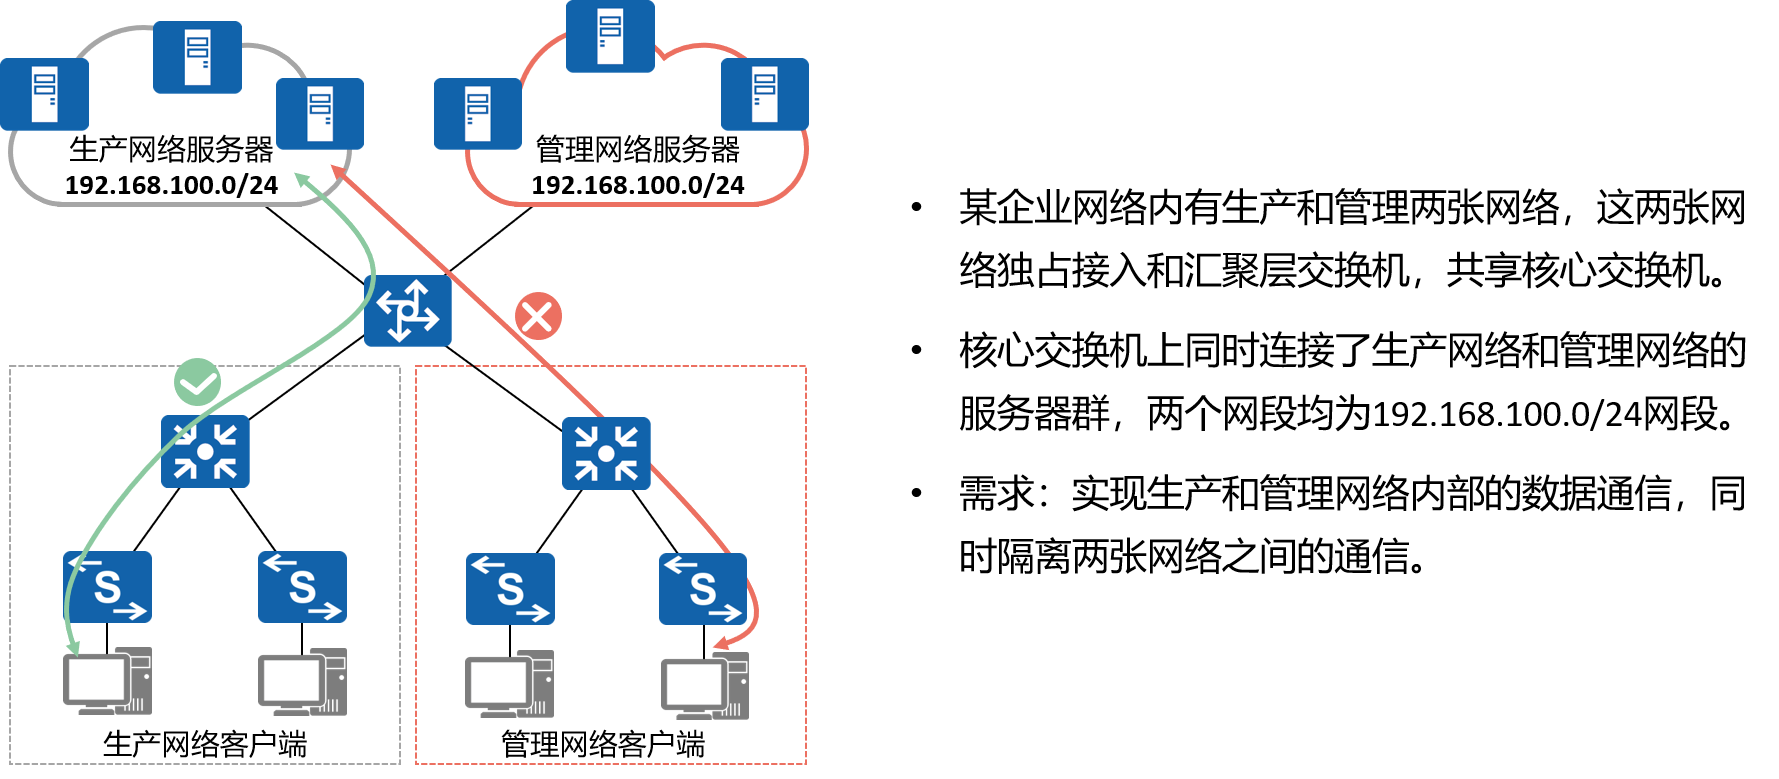 生产网络服务器
192.168.100.0/24
管理网络服务器
192.168.100.0/24
S
S
S
S
生产网络客户端
管理网络客户端
• 某企业网络内有生产和管理两张网络，这两张网
络独占接入和汇聚层交换机，共享核心交换机。
• 核心交换机上同时连接了生产网络和管理网络的
服务器群，两个网段均为192.168.100.0/24网段。
• 需求：实现生产和管理网络内部的数据通信，同
时隔离两张网络之间的通信。